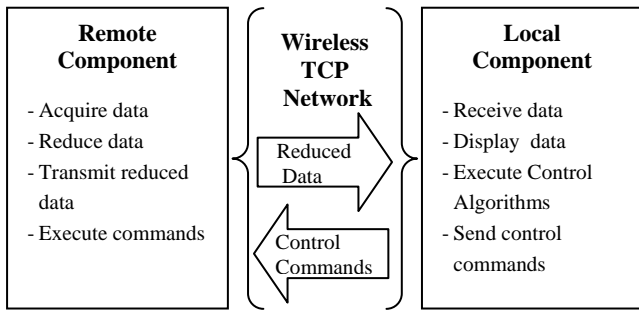 Remote
Component
- Acquire data
- Reduce data
- Transmit reduced
data
- Execute commands
Wireless
TCP
Network
Reduced
Data
Control
Commands
Local
Component
- Receive data
- Display data
- Execute Control
Algorithms
- Send control
commands